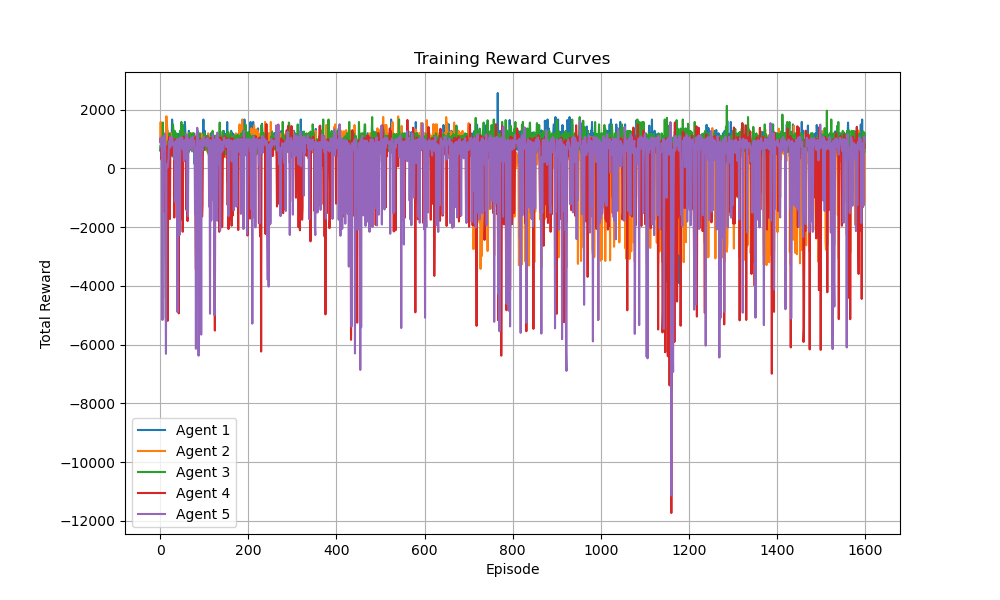 Training Reward Curves
Total Reward
2000
0
−2000
−4000
−6000
−8000
−10000
−12000
Agent 1
Agent 2
Agent 3
Agent 4
Agent 5
0 200 400 600 800 1000 1200 1400 1600
Episode